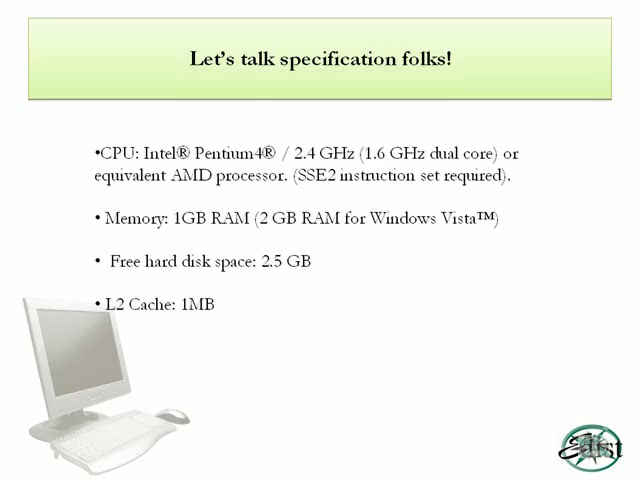 Let's talk specification folks!
•CPU: Intel® Pentium4® / 2.4 GHz (1.6 GHz dual core) or
equivalent AMD processor. (SSE2 instruction set required).
• Memory: 1GB RAM (2 GB RAM for Windows Vista™)
• Free hard disk space: 2.5 GB
• L2 Cache: 1MB